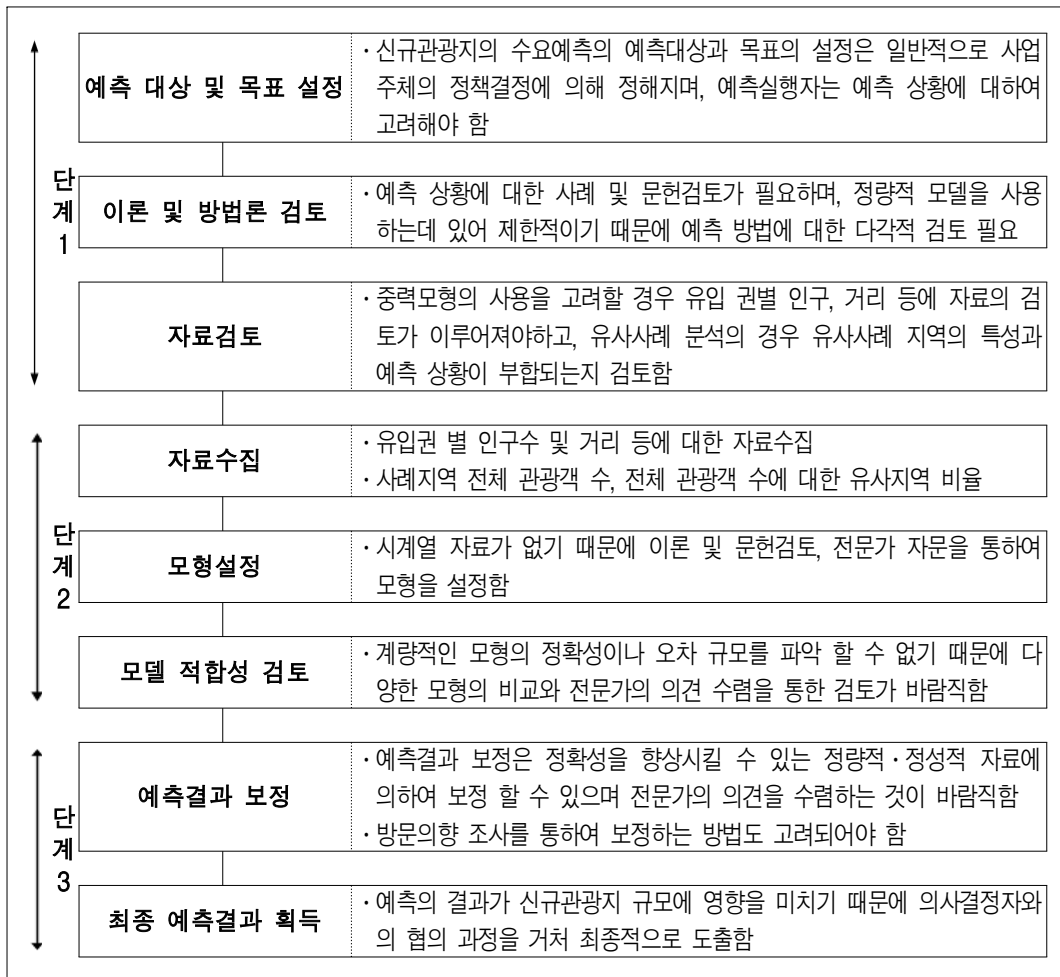 단계1
예측 대상 및 목표 설정
· 신규관광지의 수요예측의 예측대상과 목표의 설정은 일반적으로 사업
주체의 정책결정에 의해 정해지며, 예측실행자는 예측 상황에 대하여
고려해야 함
이론 및 방법론 검토
· 예측 상황에 대한 사례 및 문헌검토가 필요하며, 정량적 모델을 사용
하는데 있어 제한적이기 때문에 예측 방법에 대한 다각적 검토 필요
자료검토
· 중력모형의 사용을 고려할 경우 유입 권별 인구, 거리 등에 자료의 검
토가 이루어져야하고, 유사사례 분석의 경우 유사사례 지역의 특성과
예측 상황이 부합되는지 검토함
단계2
자료수집
· 유입권 별 인구수 및 거리 등에 대한 자료수집
· 사례지역 전체 관광객 수, 전체 관광객 수에 대한 유사지역 비율
모형설정
· 시계열 자료가 없기 때문에 이론 및 문헌검토, 전문가 자문을 통하여
모형을 설정함
모델 적합성 검토
· 계량적인 모형의 정확성이나 오차 규모를 파악 할 수 없기 때문에 다
양한 모형의 비교와 전문가의 의견 수렴을 통한 검토가 바람직함
단계3
예측결과 보정
· 예측결과 보정은 정확성을 향상시킬 수 있는 정량적·정성적 자료에
의하여 보정 할 수 있으며 전문가의 의견을 수렴하는 것이 바람직함
· 방문의향 조사를 통하여 보정하는 방법도 고려되어야 함
최종 예측결과 획득
· 예측의 결과가 신규관광지 규모에 영향을 미치기 때문에 의사결정자와
의 협의 과정을 거처 최종적으로 도출함